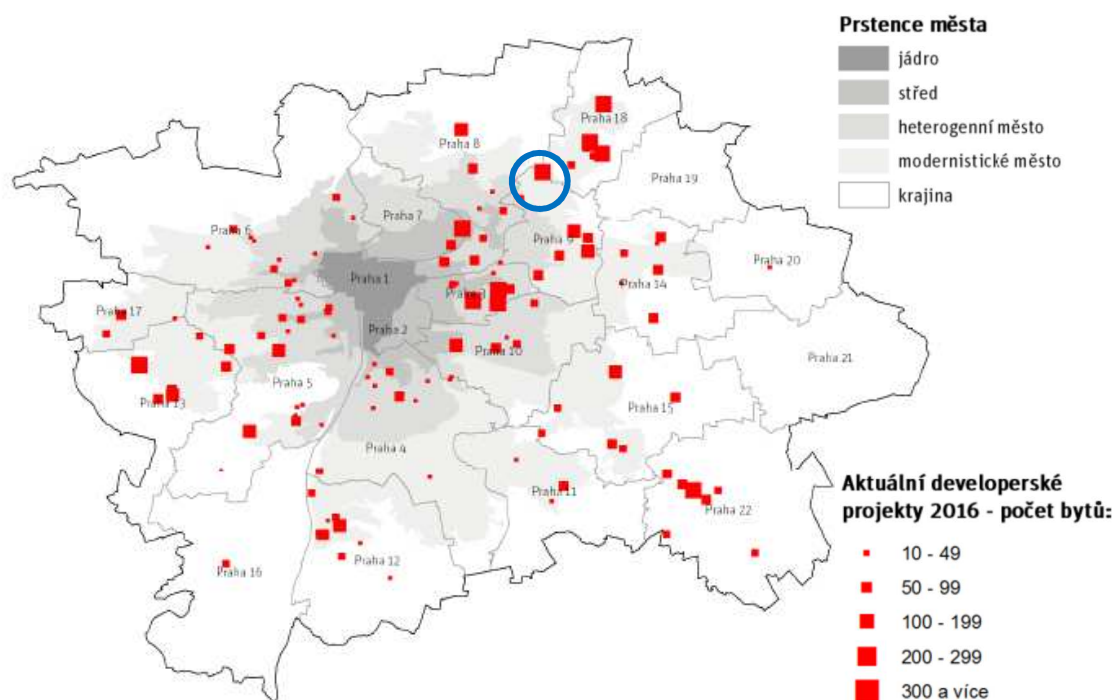 Prstence města
jádro
střed
heterogenní město
modernistické město
krajina
Praha 18
Praha 8
Praha 19
Praha 7
Praha 6
Praha 9
Praha 20
Praha 1
Praha 14
Praha 3
Praha 17
Praha 2
Praha 10
Praha 21
Praha 5
Praha 13
Praha 15
Praha 4
Praha 11
Praha 22
Praha 12
Praha 16
Aktuální developerské
projekty 2016 - počet bytů:
10 - 49
50 - 99
100 - 199
200 - 299
300 a více